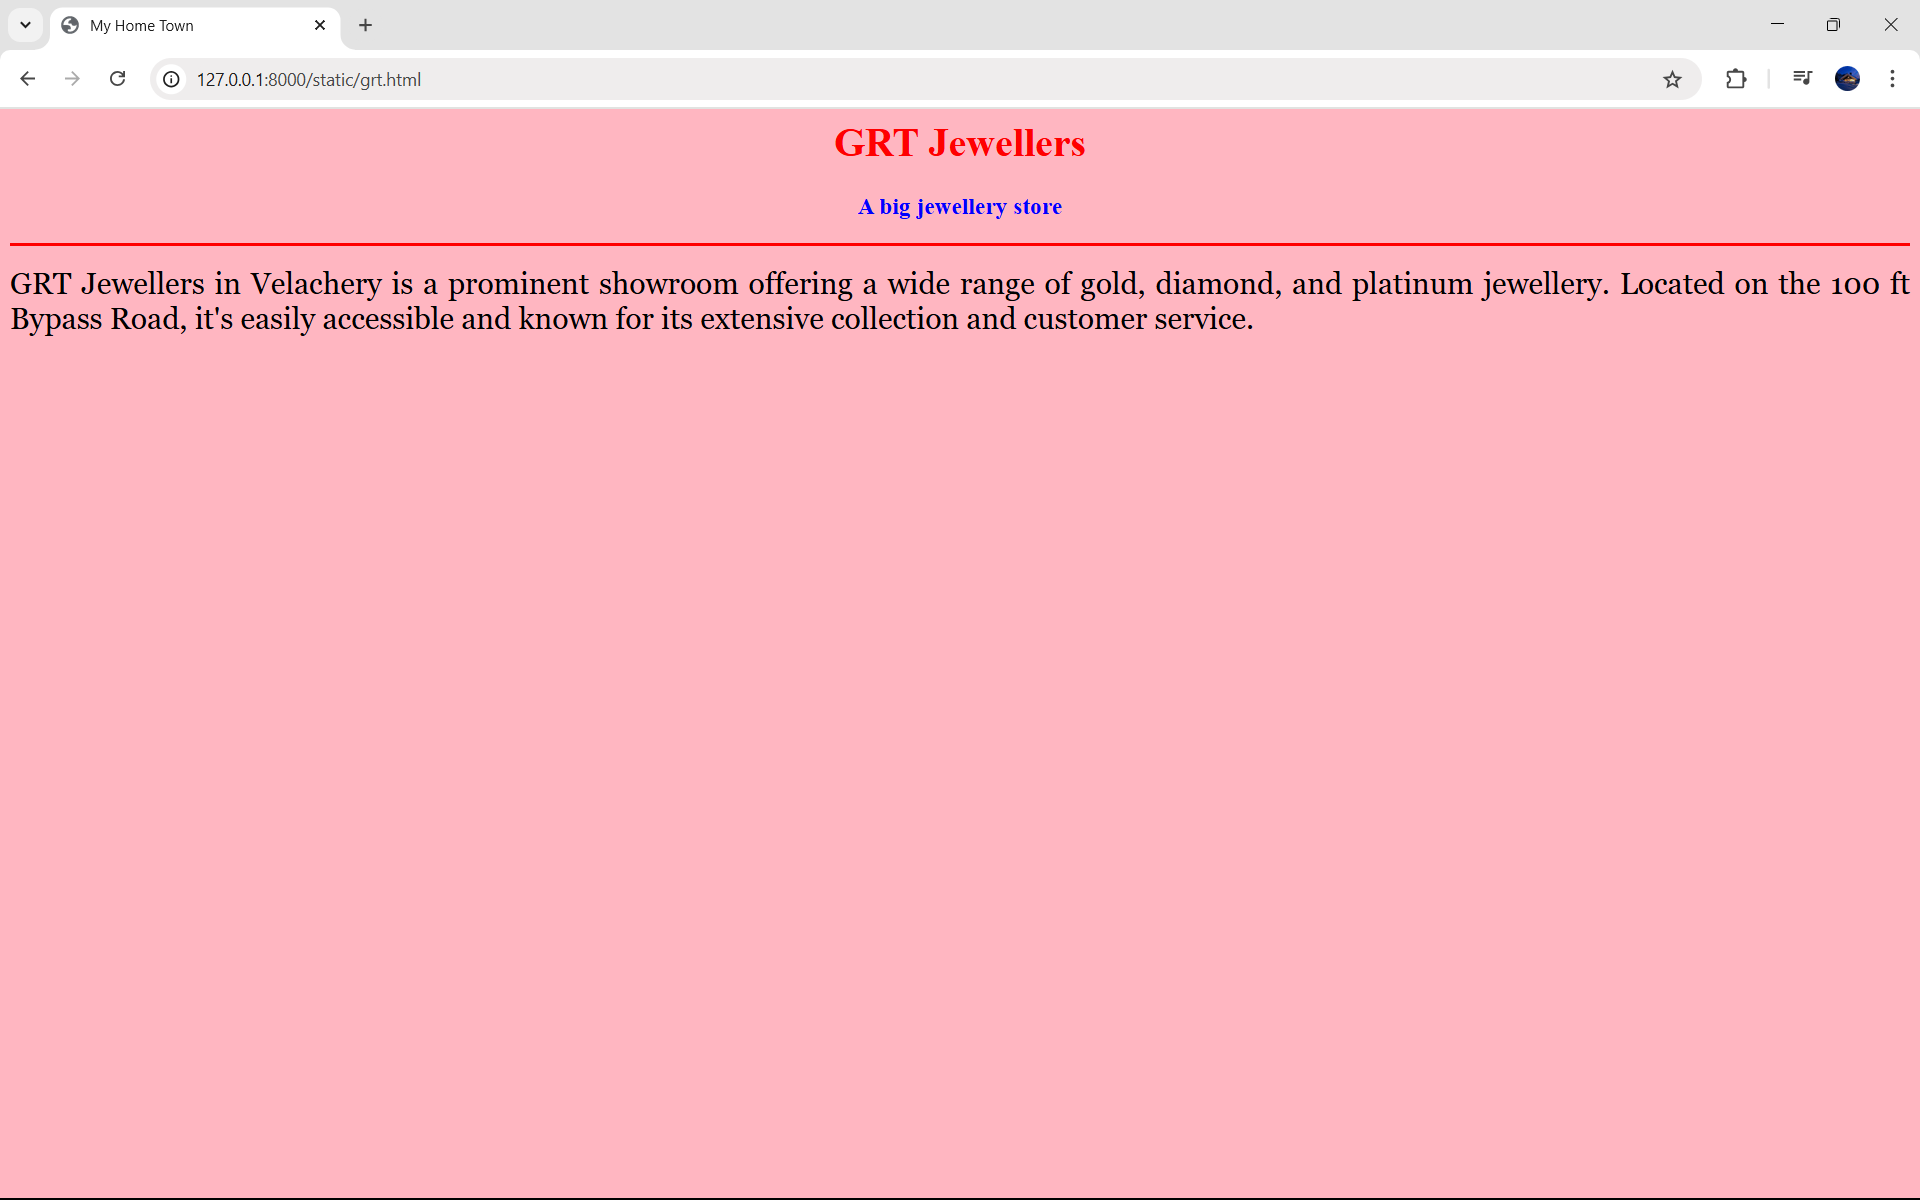 My Home Town
127.0.0.1:8000/static/grt.html
GRT Jewellers
A big jewellery store
GRT Jewellers in Velachery is a prominent showroom offering a wide range of gold, diamond, and platinum jewellery. Located on the 100 ft
Bypass Road, it's easily accessible and known for its extensive collection and customer service.